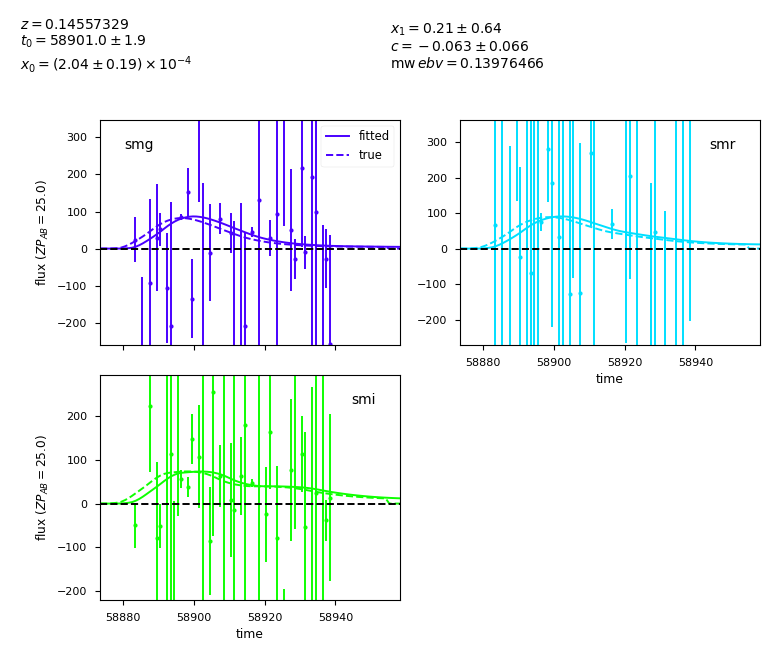 z = 0.14557329
t₀ = 58901.0 ± 1.9
x₀ = (2.04 ± 0.19) × 10⁻⁴
x₁ = 0.21 ± 0.64
c = −0.063 ± 0.066
mw ebv = 0.13976466
smg
fitted
true
300
200
100
0
−100
−200
flux (ZP_AB = 25.0)
smr
300
200
100
0
−100
−200
58880 58900 58920 58940
time
smi
200
100
0
−100
−200
flux (ZP_AB = 25.0)
58880 58900 58920 58940
time